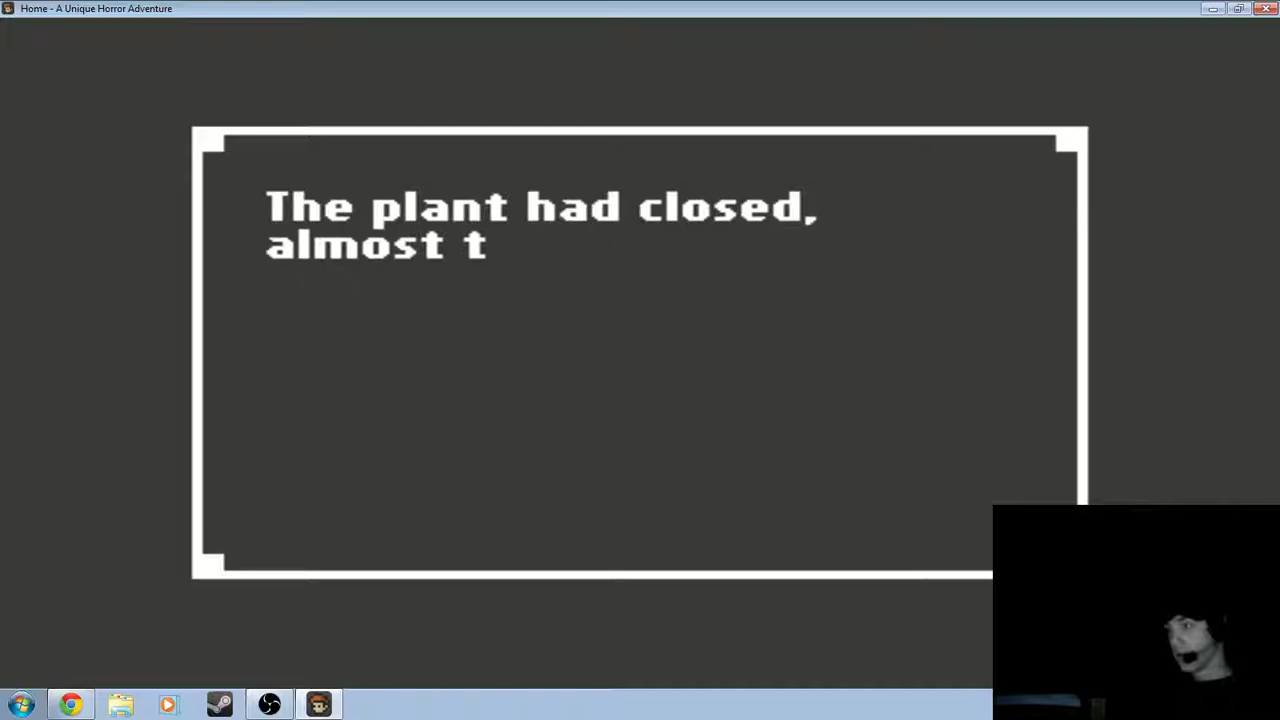 Home - A Unique Horror Adventure
The plant had closed,
almost t